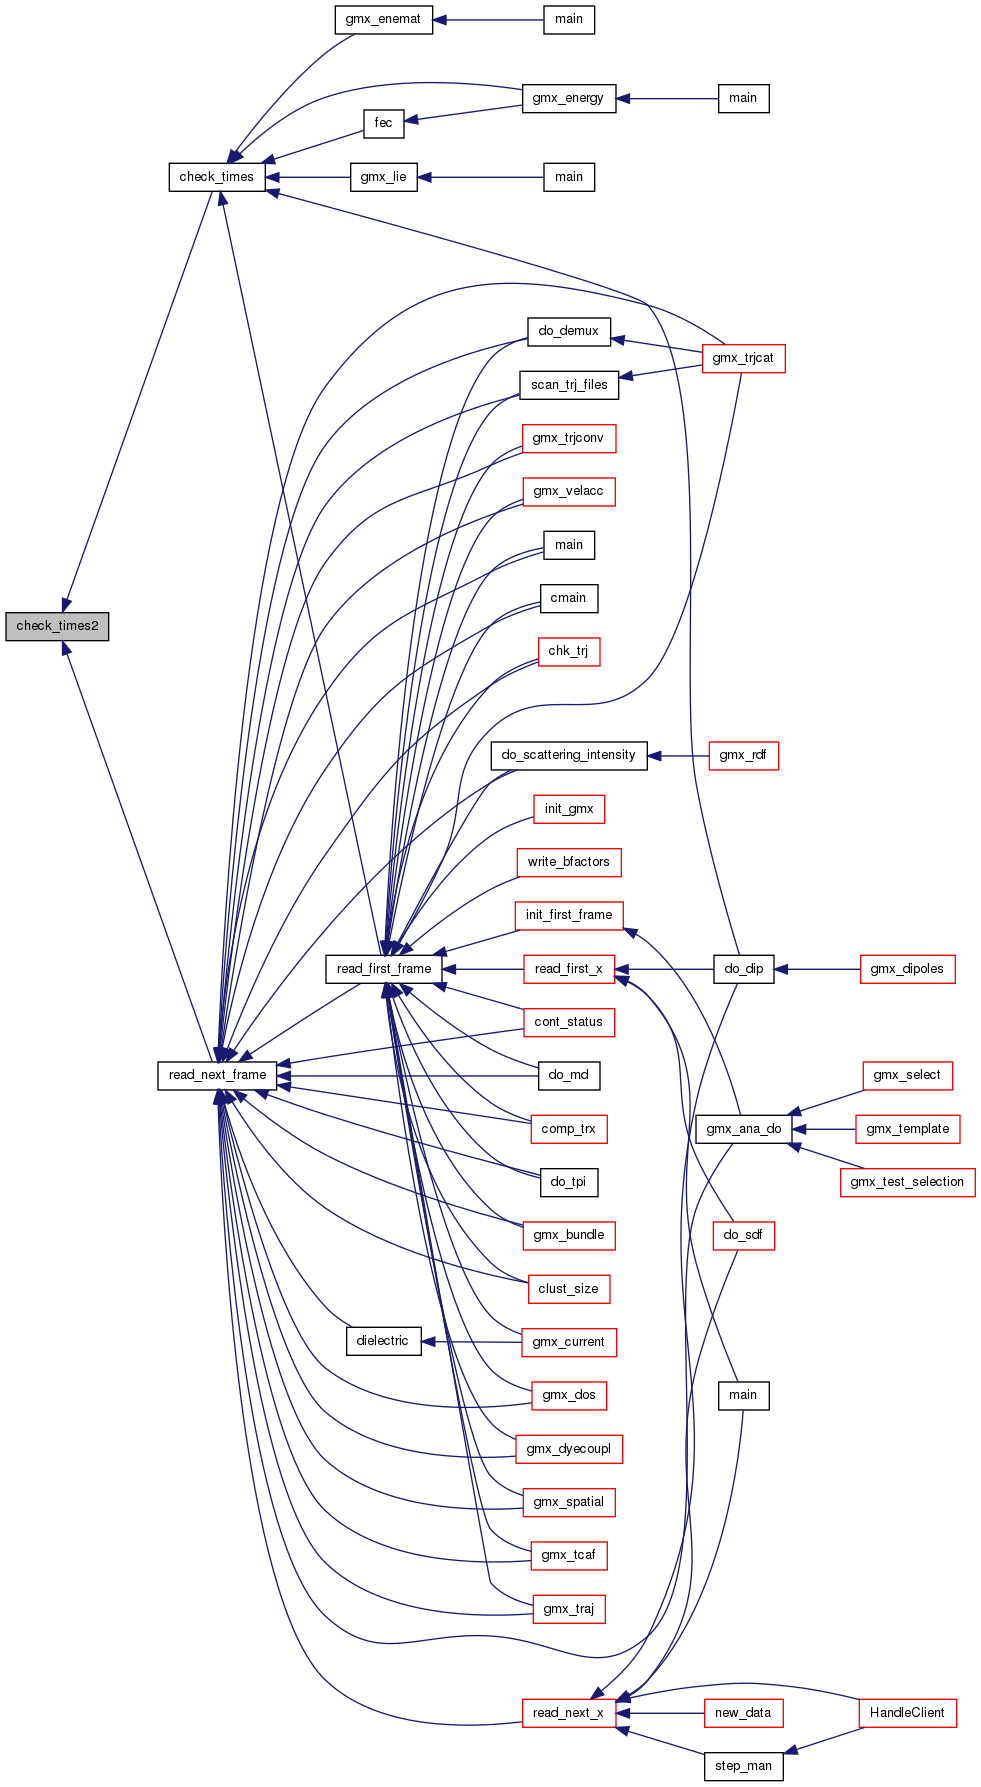 gmx_enemat
main
gmx_energy
main
fec
check_times
gmx_lie
main
do_demux
gmx_trjcat
scan_trj_files
gmx_trjconv
gmx_velacc
main
cmain
check_times2
chk_trj
do_scattering_intensity
gmx_rdf
init_gmx
write_bfactors
init_first_frame
read_first_frame
read_first_x
do_dip
gmx_dipoles
cont_status
read_next_frame
do_md
gmx_select
comp_trx
gmx_ana_do
gmx_template
do_tpi
gmx_test_selection
gmx_bundle
do_sdf
clust_size
dielectric
gmx_current
gmx_dos
main
gmx_dyecoupl
gmx_spatial
gmx_tcaf
gmx_traj
read_next_x
new_data
HandleClient
step_man